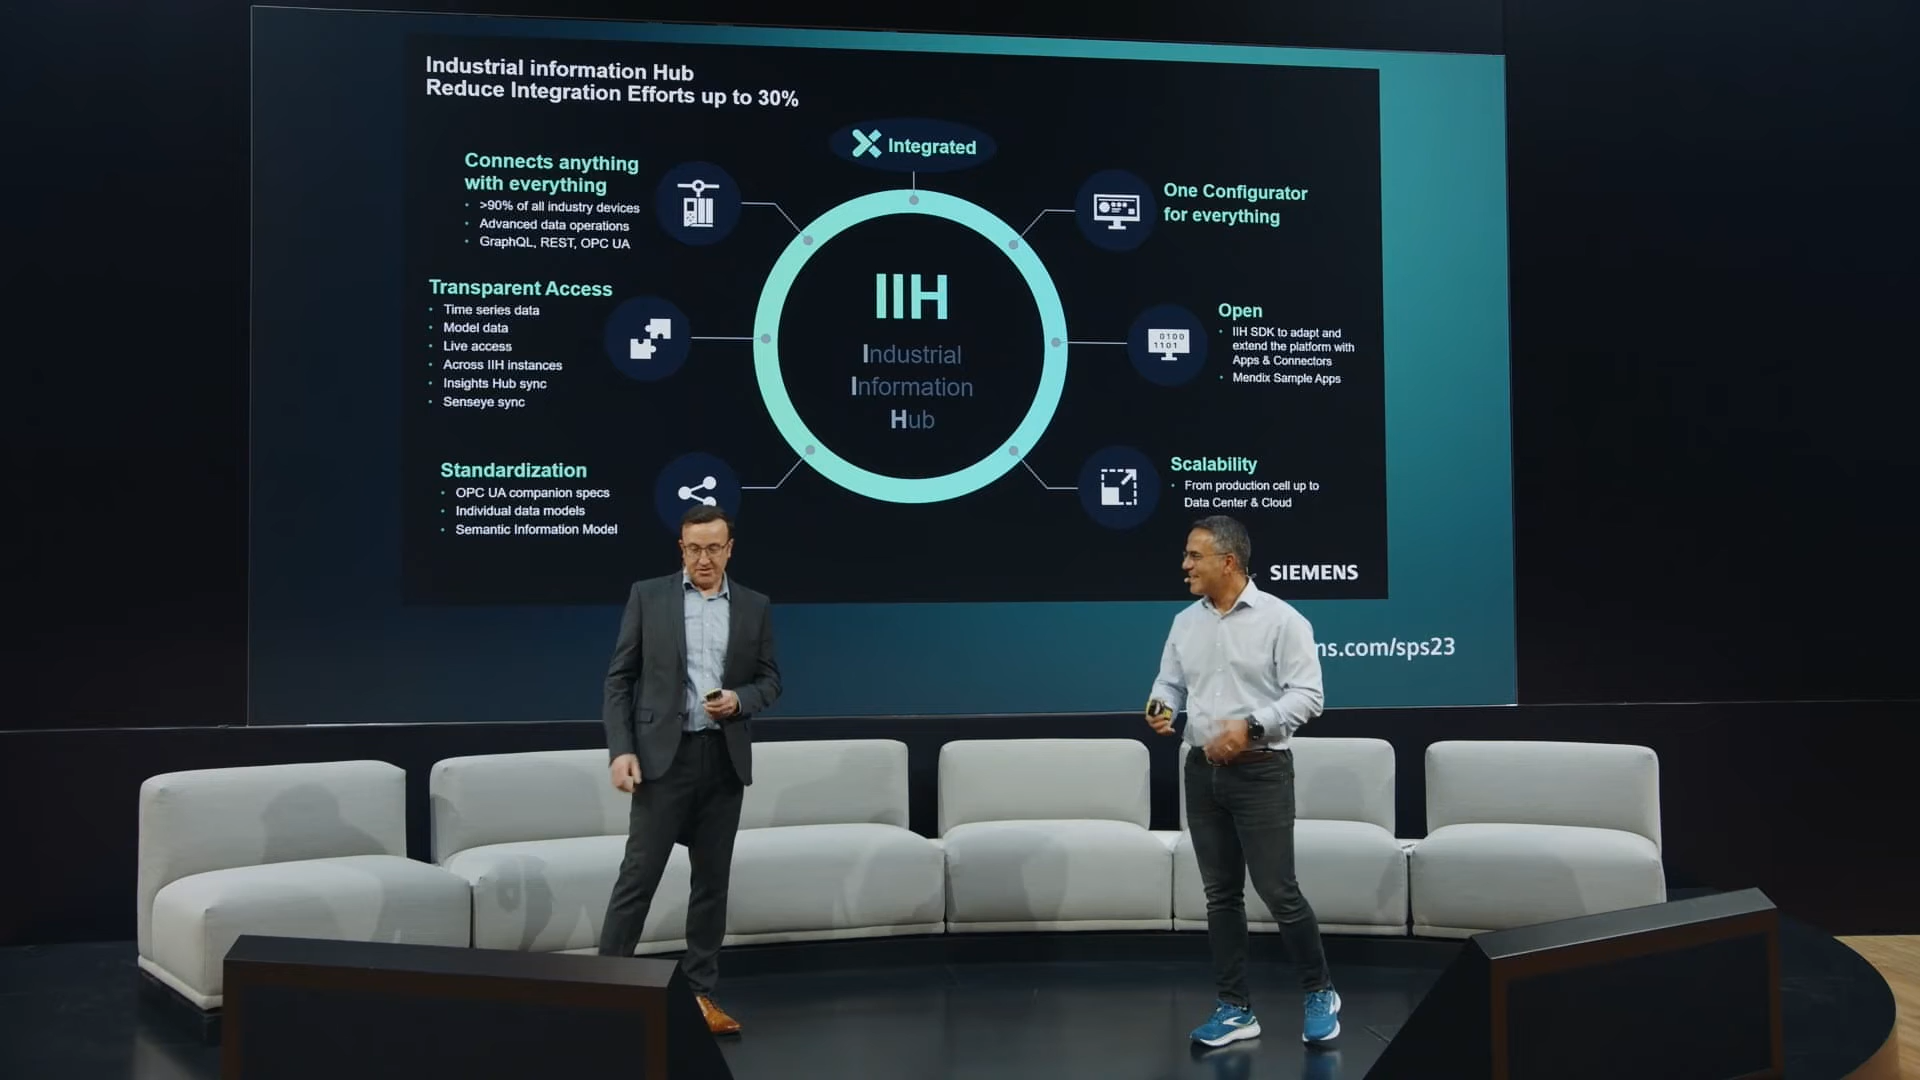 Industrial information Hub
Reduce Integration Efforts up to 30%
Integrated
Connects anything
with everything
• >90% of all industry devices
• Advanced data operations
• GraphQL, REST, OPC UA
Transparent Access
• Time series data
• Model data
• Live access
• Across IIH instances
• Insights Hub sync
• Senseye sync
Standardization
• OPC UA companion specs
• Individual data models
• Semantic Information Model
IIH
Industrial
Information
Hub
One Configurator
for everything
0100
1101
Open
• IIH SDK to adapt and
extend the platform with
Apps & Connectors
• Mendix Sample Apps
Scalability
• From production cell up to
Data Center & Cloud
SIEMENS
ns.com/sps23